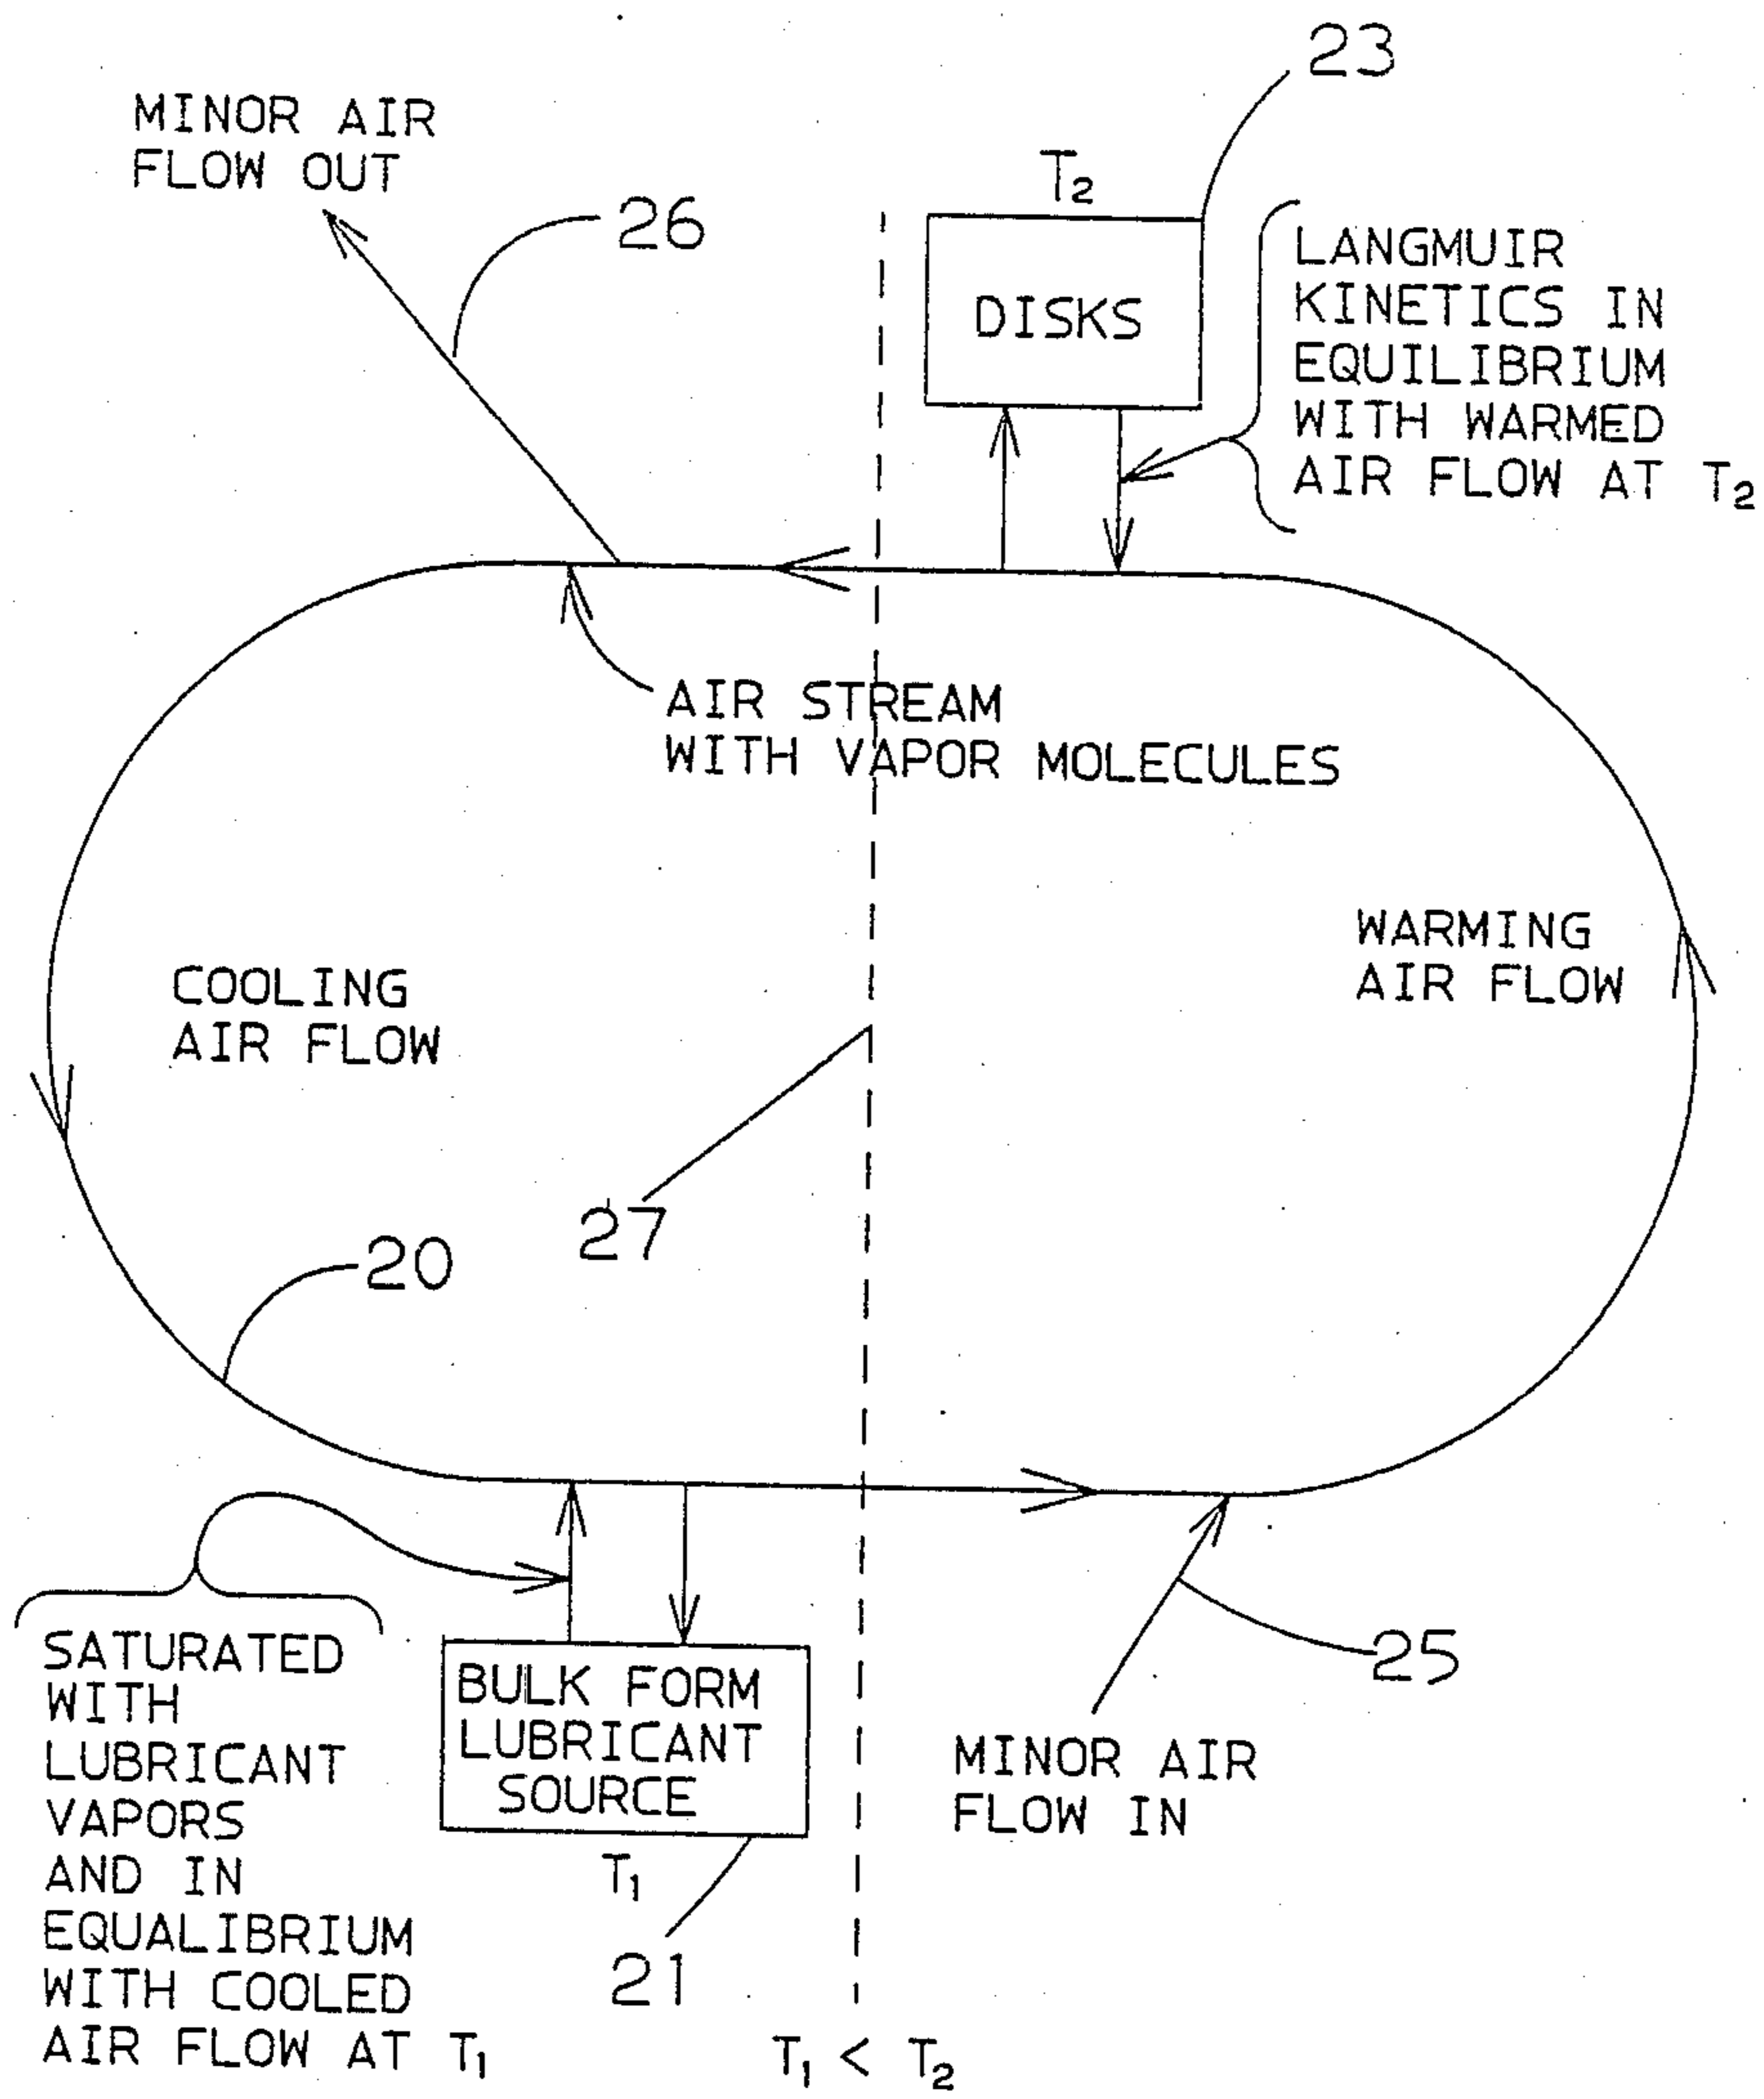 23
MINOR AIR
FLOW OUT
26
T₂
DISKS
LANGMUIR
KINETICS IN
EQUILIBRIUM
WITH WARMED
AIR FLOW AT T₂
AIR STREAM
WITH VAPOR MOLECULES
WARMING
AIR FLOW
COOLING
AIR FLOW
27
20
25
SATURATED
WITH
LUBRICANT
VAPORS
AND IN
EQUALIBRIUM
WITH COOLED
AIR FLOW AT T₁
BULK FORM
LUBRICANT
SOURCE
T₁
21
MINOR AIR
FLOW IN
T₁ < T₂